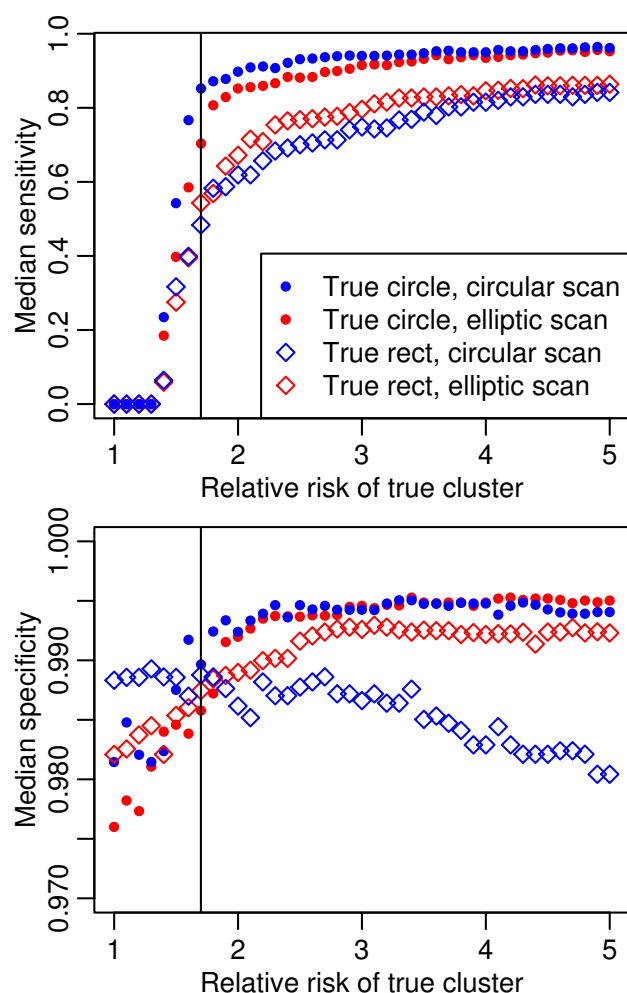 Median sensitivity
0.0 0.2 0.4 0.6 0.8 1.0
True circle, circular scan
True circle, elliptic scan
True rect, circular scan
True rect, elliptic scan
1 2 3 4 5
Relative risk of true cluster
Median specificity
0.970 0.980 0.990 1.000
1 2 3 4 5
Relative risk of true cluster